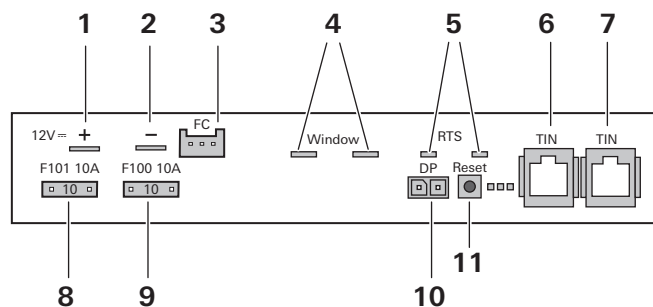 1 2 3 4 5 6 7
12V⎓ + − FC Window RTS TIN TIN
F101 10A F100 10A DP Reset
10 10
8 9 10 11